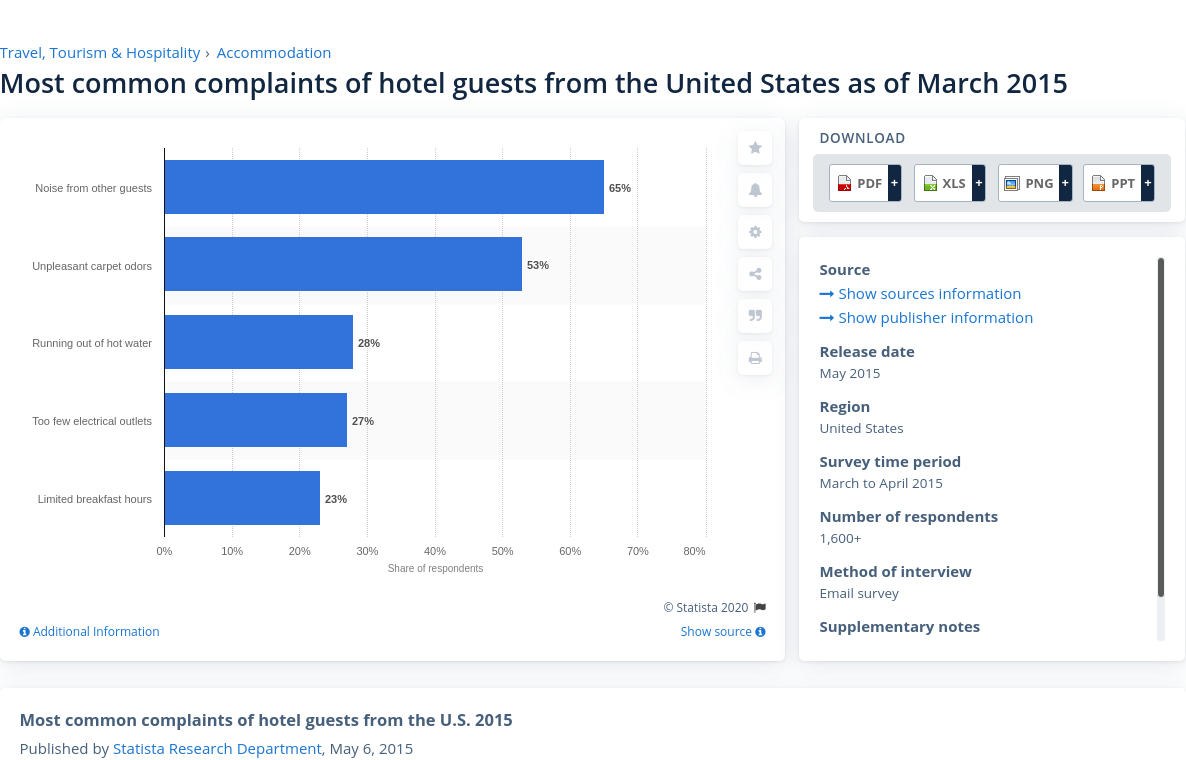 Travel, Tourism & Hospitality › Accommodation
Most common complaints of hotel guests from the United States as of March 2015
Noise from other guests
65%
Unpleasant carpet odors
53%
Running out of hot water
28%
Too few electrical outlets
27%
Limited breakfast hours
23%
0% 10% 20% 30% 40% 50% 60% 70% 80%
Share of respondents
© Statista 2020
Additional Information
Show source
DOWNLOAD
PDF + XLS + PNG + PPT +
Source
Show sources information
Show publisher information
Release date
May 2015
Region
United States
Survey time period
March to April 2015
Number of respondents
1,600+
Method of interview
Email survey
Supplementary notes
Most common complaints of hotel guests from the U.S. 2015
Published by Statista Research Department, May 6, 2015